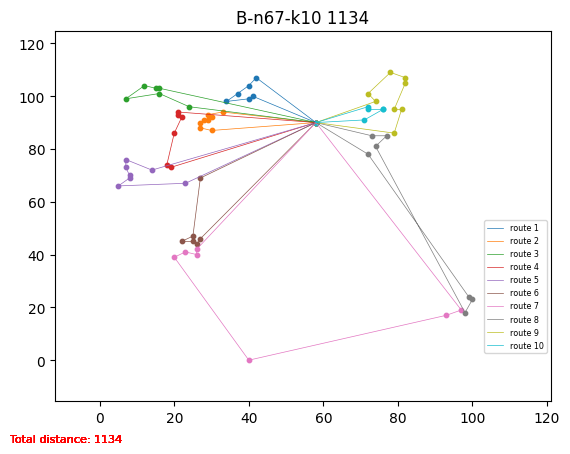 B-n67-k10 1134
120
100
80
60
40
20
0
route 1
route 2
route 3
route 4
route 5
route 6
route 7
route 8
route 9
route 10
0 20 40 60 80 100 120
Total distance: 1134